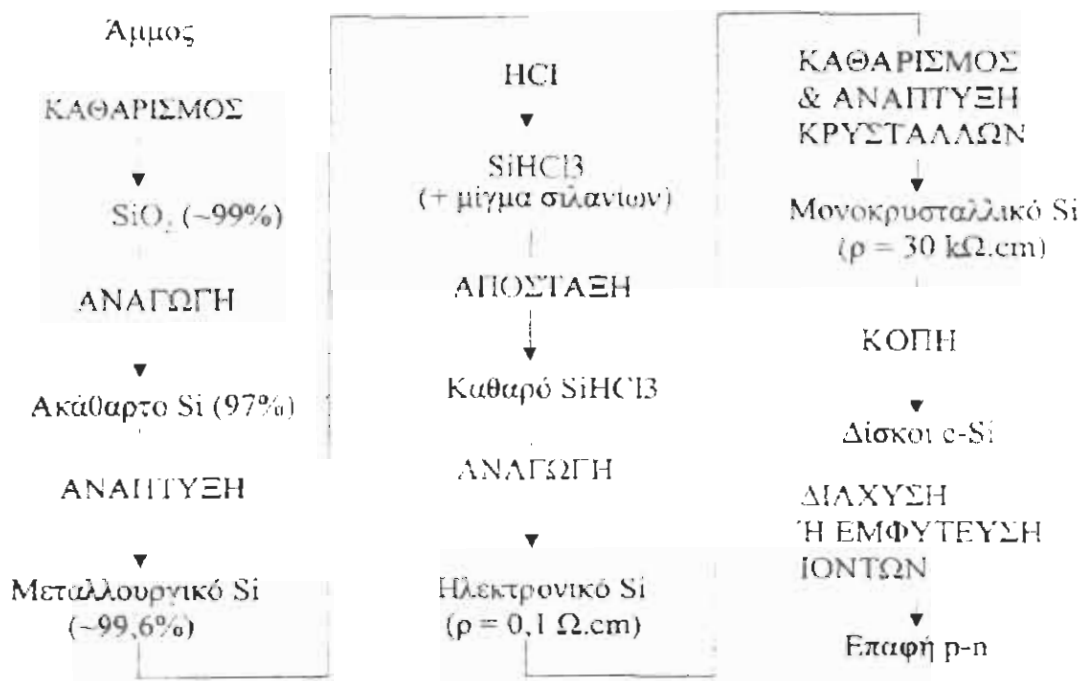 Άμμος
ΚΑΘΑΡΙΣΜΟΣ
SiO₂ (~99%)
ΑΝΑΓΩΓΗ
Ακάθαρτο Si (97%)
ΑΝΑΠΤΥΞΗ
Μεταλλουργικό Si
(~99,6%)
HCl
SiHCl3
(+ μίγμα σιλανίων)
ΑΠΟΣΤΑΞΗ
Καθαρό SiHCl3
ΑΝΑΓΩΓΗ
Ηλεκτρονικό Si
(ρ = 0,1 Ω.cm)
ΚΑΘΑΡΙΣΜΟΣ
& ΑΝΑΠΤΥΞΗ
ΚΡΥΣΤΑΛΛΩΝ
Μονοκρυσταλλικό Si
(ρ = 30 kΩ.cm)
ΚΟΠΗ
Δίσκοι c-Si
ΔΙΑΧΥΣΗ
Ή ΕΜΦΥΤΕΥΣΗ
ΙΟΝΤΩΝ
Επαφή p-n